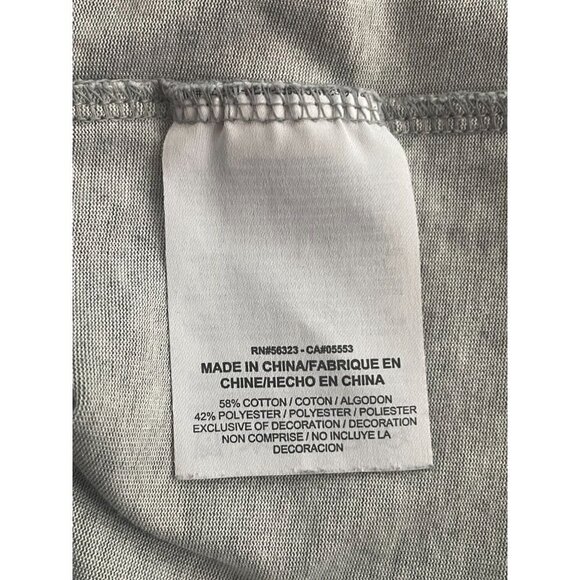 RN#56323 - CA#05553
MADE IN CHINA/FABRIQUE EN
CHINE/HECHO EN CHINA
58% COTTON / COTON / ALGODON
42% POLYESTER / POLYESTER / POLIESTER
EXCLUSIVE OF DECORATION / DECORATION
NON COMPRISE / NO INCLUYE LA
DECORACION